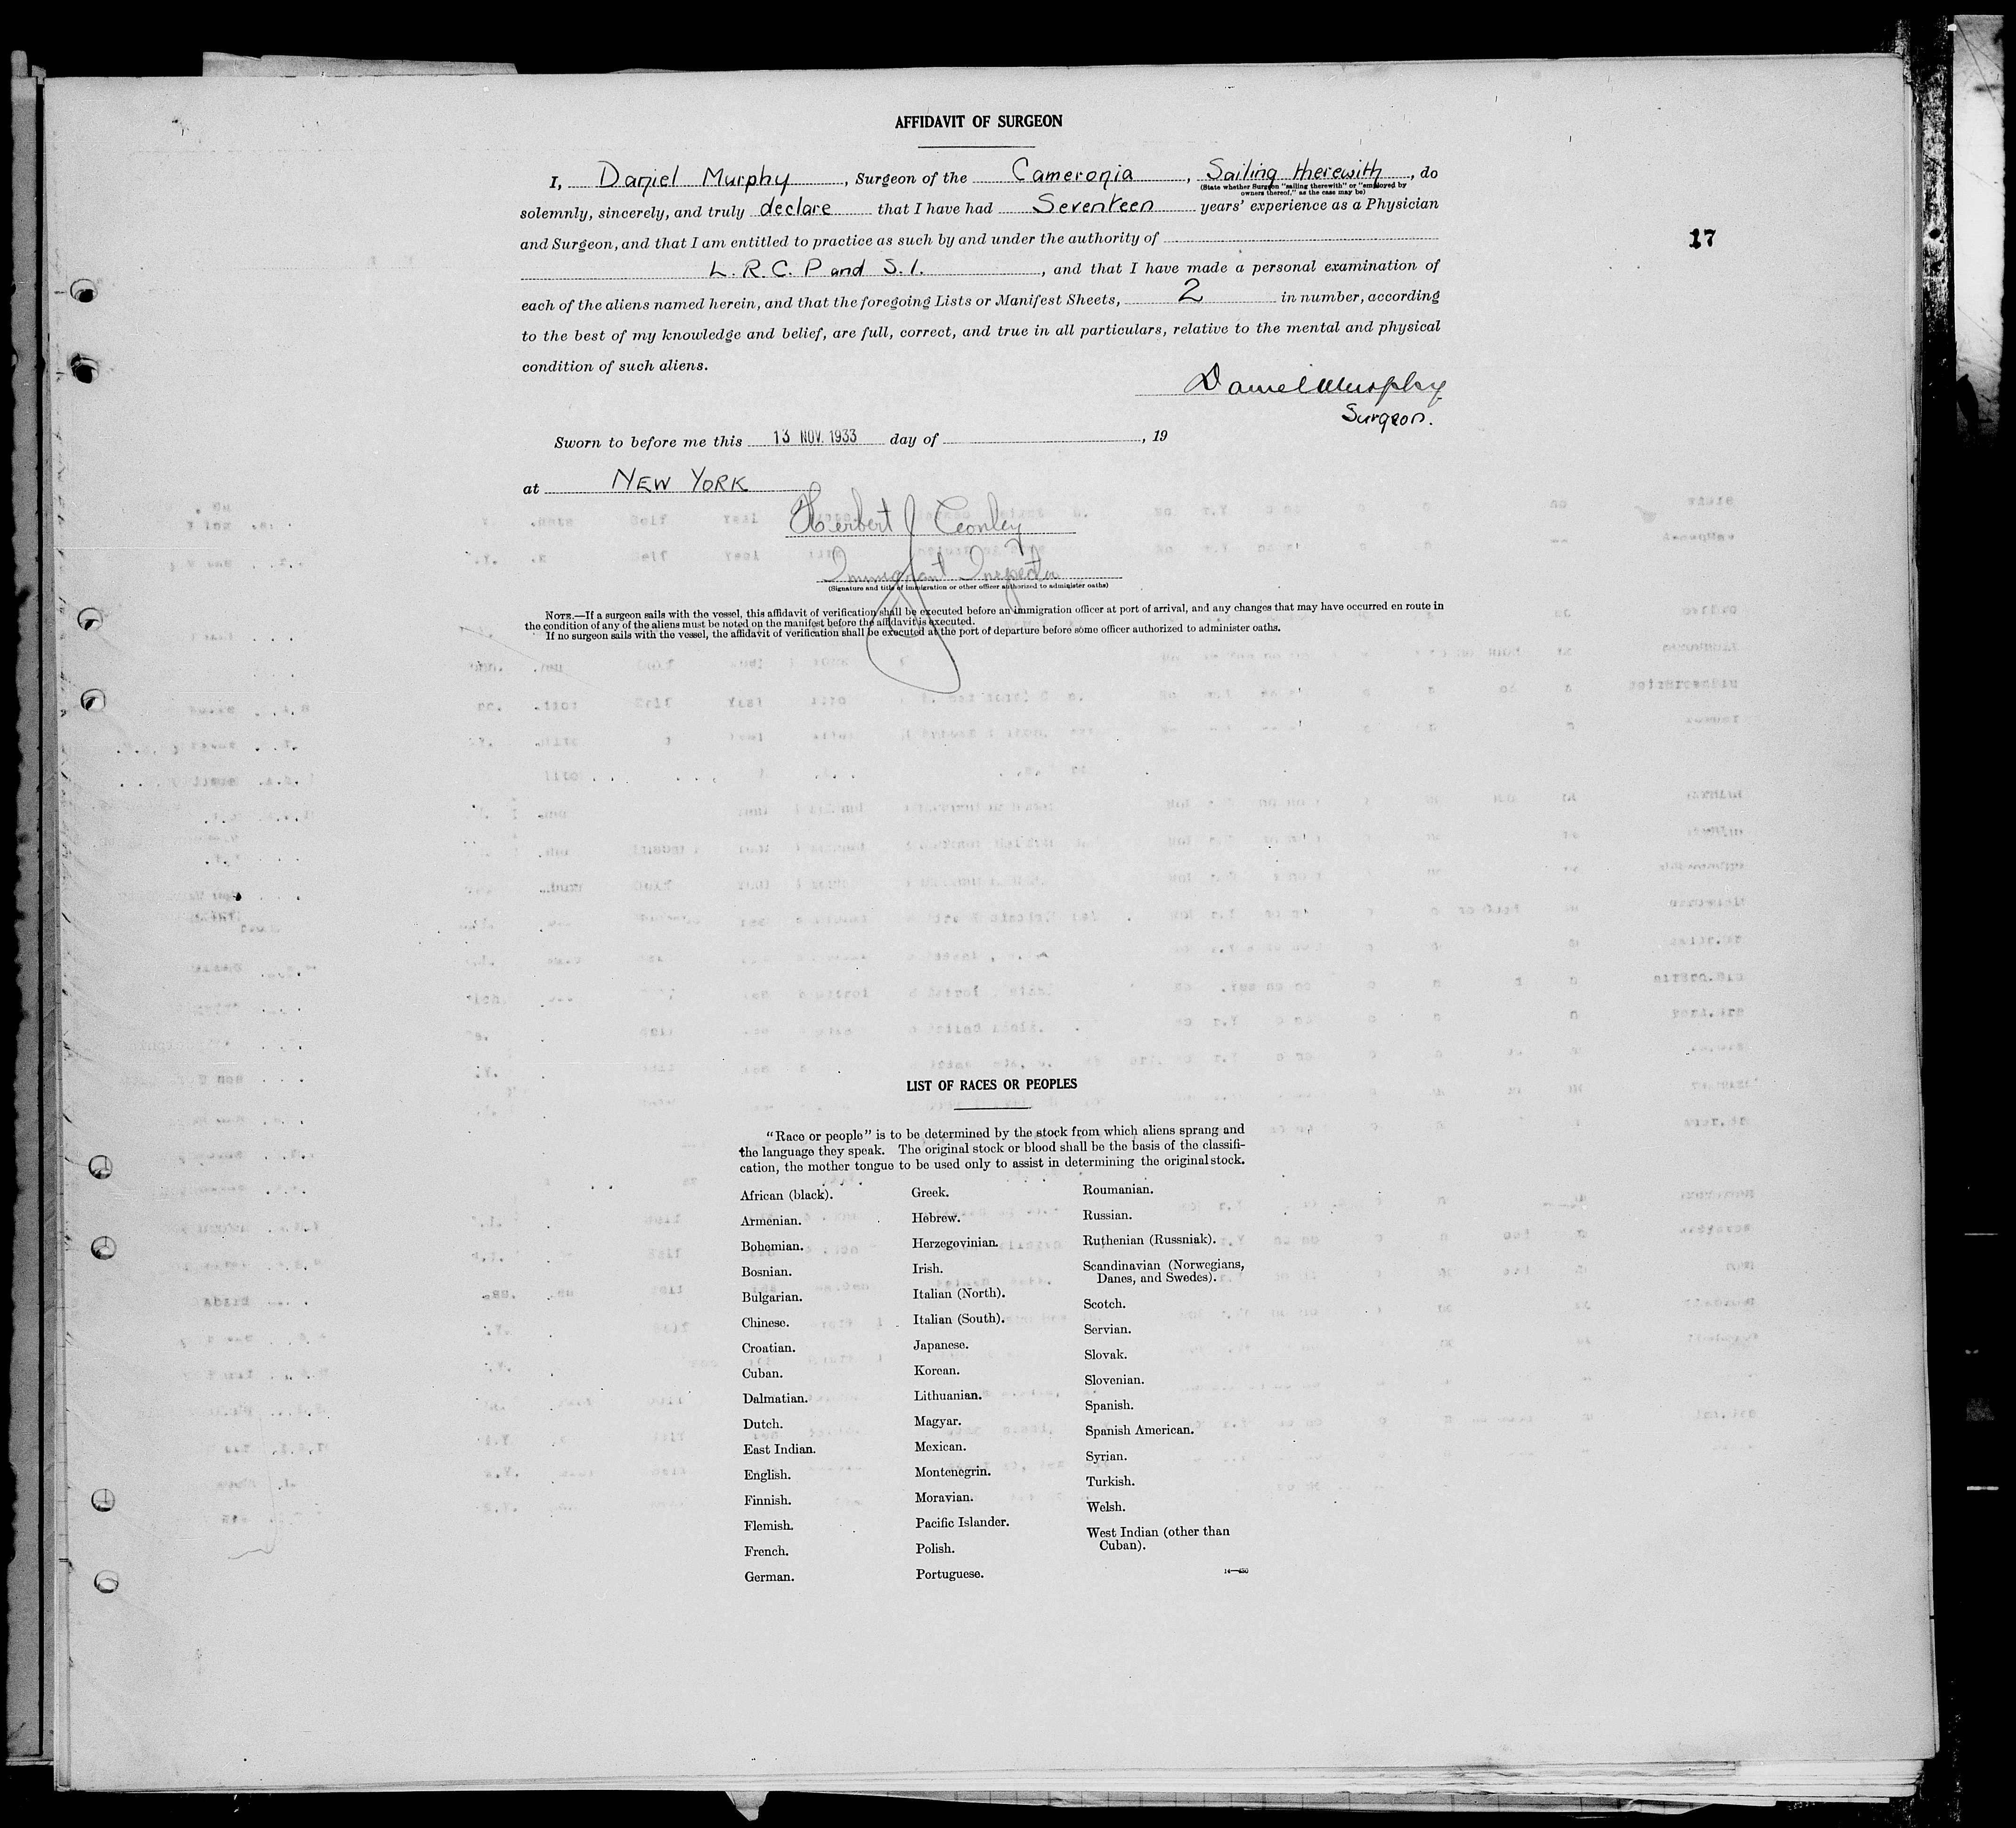 AFFIDAVIT OF SURGEON
I, Daniel Murphy, Surgeon of the Cameronia, Sailing therewith, do
(State whether Surgeon "sailing therewith" or "employed by
owners thereof," as the case may be)
solemnly, sincerely, and truly declare that I have had Seventeen years' experience as a Physician
17
and Surgeon, and that I am entitled to practice as such by and under the authority of
L. R. C. P and S. I. , and that I have made a personal examination of
each of the aliens named herein, and that the foregoing Lists or Manifest Sheets, 2 in number, according
to the best of my knowledge and belief, are full, correct, and true in all particulars, relative to the mental and physical
condition of such aliens.
Daniel Murphy
Surgeon.
Sworn to before me this 13 NOV. 1933 day of , 19
at NEW YORK
Herbert J Conley
Immigrant Inspector
(Signature and title of immigration or other officer authorized to administer oaths)
NOTE.—If a surgeon sails with the vessel, this affidavit of verification shall be executed before an immigration officer at port of arrival, and any changes that may have occurred en route in
the condition of any of the aliens must be noted on the manifest before the affidavit is executed.
If no surgeon sails with the vessel, the affidavit of verification shall be executed at the port of departure before some officer authorized to administer oaths.
LIST OF RACES OR PEOPLES
"Race or people" is to be determined by the stock from which aliens sprang and
the language they speak. The original stock or blood shall be the basis of the classifi-
cation, the mother tongue to be used only to assist in determining the original stock.
African (black).
Armenian.
Bohemian.
Bosnian.
Bulgarian.
Chinese.
Croatian.
Cuban.
Dalmatian.
Dutch.
East Indian.
English.
Finnish.
Flemish.
French.
German.
Greek.
Hebrew.
Herzegovinian.
Irish.
Italian (North).
Italian (South).
Japanese.
Korean.
Lithuanian.
Magyar.
Mexican.
Montenegrin.
Moravian.
Pacific Islander.
Polish.
Portuguese.
Roumanian.
Russian.
Ruthenian (Russniak).
Scandinavian (Norwegians,
Danes, and Swedes).
Scotch.
Servian.
Slovak.
Slovenian.
Spanish.
Spanish American.
Syrian.
Turkish.
Welsh.
West Indian (other than
Cuban).